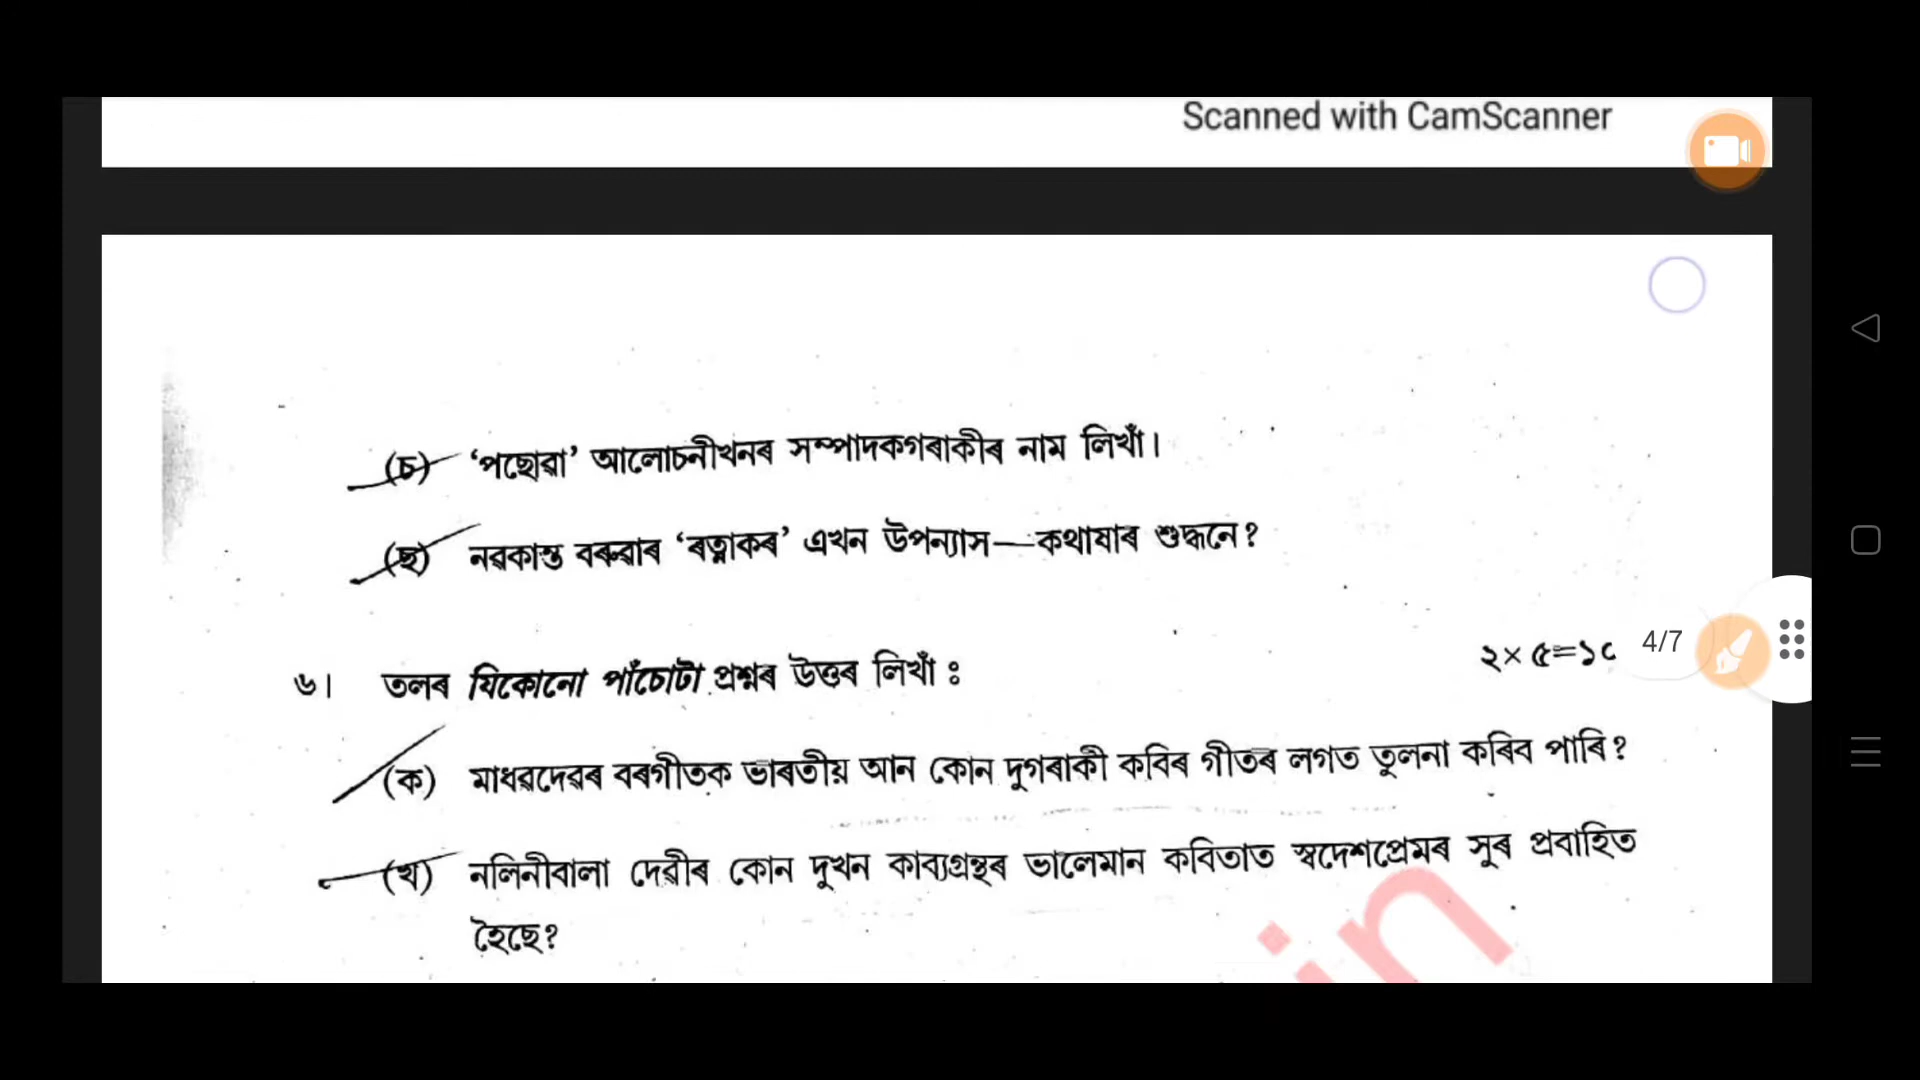 Scanned with CamScanner
(চ) ‘পছোৱা’ আলোচনীখনৰ সম্পাদকগৰাকীৰ নাম লিখাঁ।
(ছ) নৱকান্ত বৰুৱাৰ ‘ৰত্নাকৰ’ এখন উপন্যাস—কথাষাৰ শুদ্ধনে?
৬। তলৰ যিকোনো পাঁচোটা প্ৰশ্নৰ উত্তৰ লিখাঁ ঃ ২×৫=১০
4/7
(ক) মাধৱদেৱৰ বৰগীতক ভাৰতীয় আন কোন দুগৰাকী কবিৰ গীতৰ লগত তুলনা কৰিব পাৰি?
(খ) নলিনীবালা দেৱীৰ কোন দুখন কাব্যগ্ৰন্থৰ ভালেমান কবিতাত স্বদেশপ্ৰেমৰ সুৰ প্ৰবাহিত
হৈছে?
in